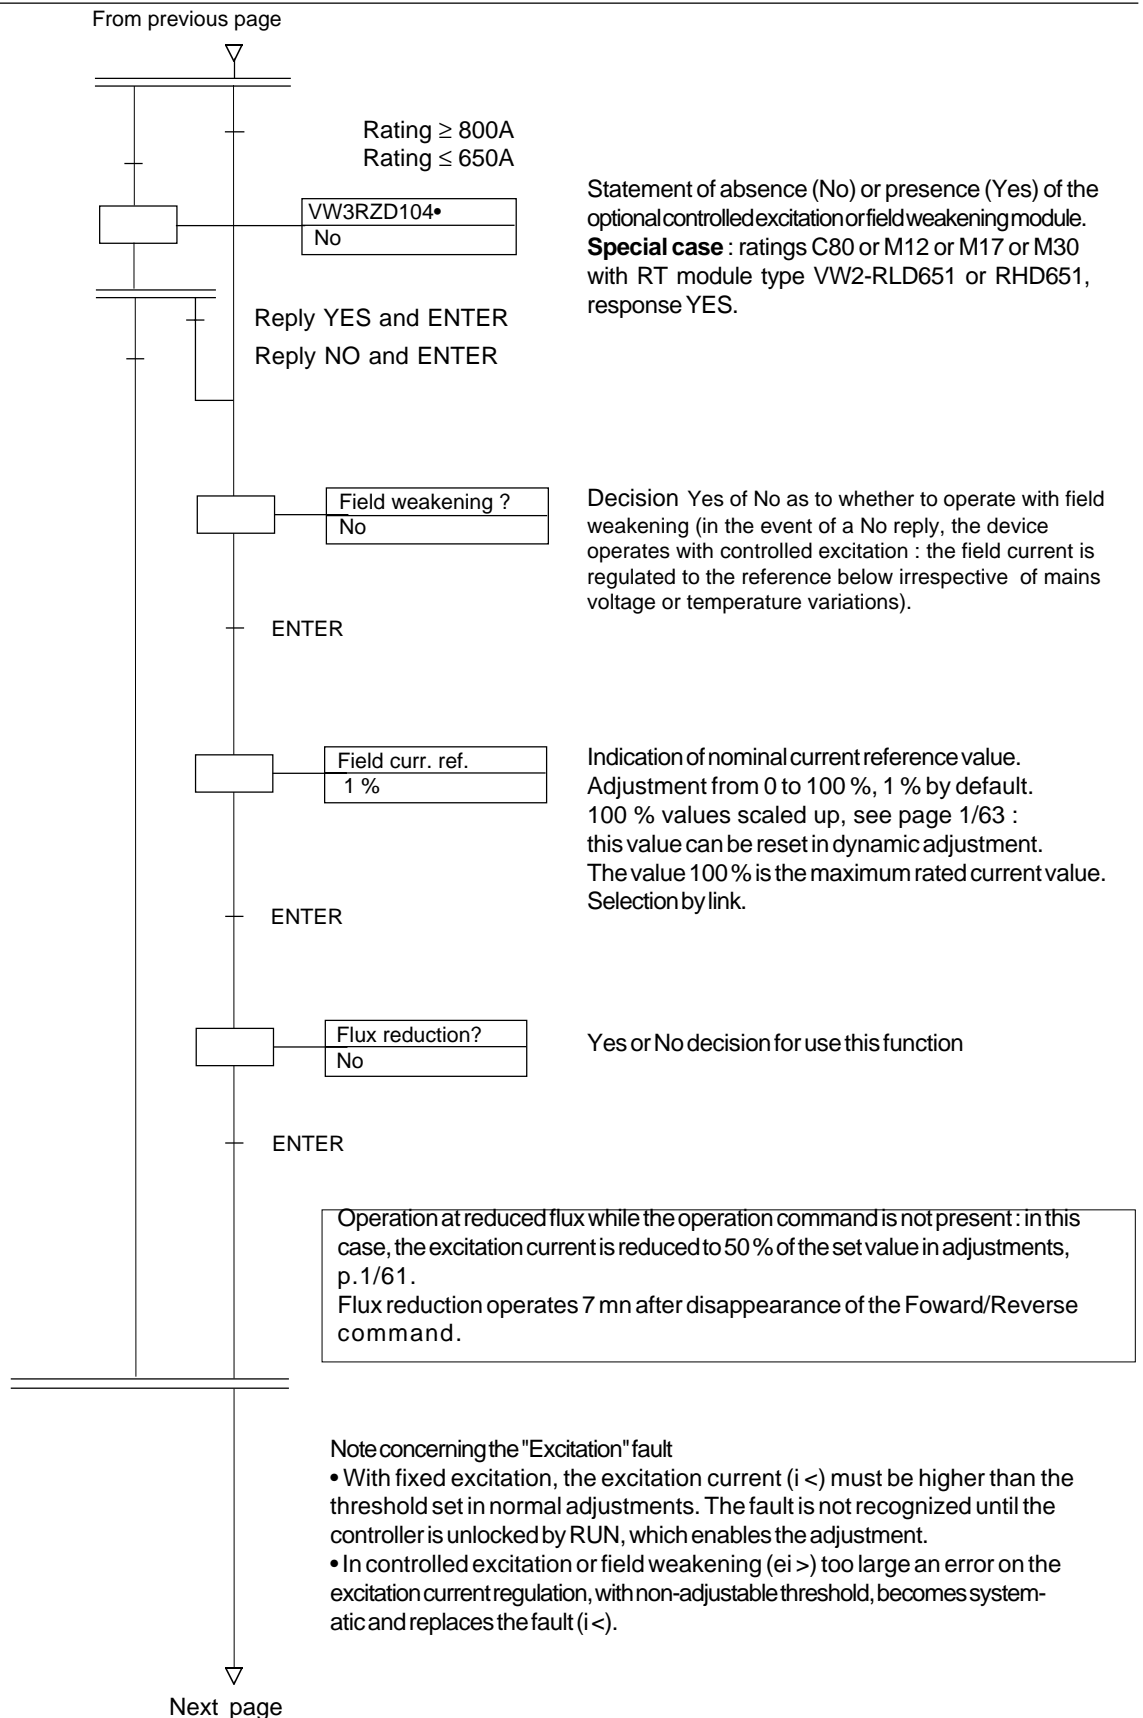 From previous page
Rating ≥ 800A
Rating ≤ 650A
VW3RZD104•
No
Statement of absence (No) or presence (Yes) of the
optional controlled excitation or field weakening module.
Special case : ratings C80 or M12 or M17 or M30
with RT module type VW2-RLD651 or RHD651,
response YES.
Reply YES and ENTER
Reply NO and ENTER
Field weakening ?
No
Decision Yes of No as to whether to operate with field
weakening (in the event of a No reply, the device
operates with controlled excitation : the field current is
regulated to the reference below irrespective of mains
voltage or temperature variations).
ENTER
Field curr. ref.
1 %
Indication of nominal current reference value.
Adjustment from 0 to 100 %, 1 % by default.
100 % values scaled up, see page 1/63 :
this value can be reset in dynamic adjustment.
The value 100 % is the maximum rated current value.
Selection by link.
ENTER
Flux reduction?
No
Yes or No decision for use this function
ENTER
Operation at reduced flux while the operation command is not present : in this
case, the excitation current is reduced to 50 % of the set value in adjustments,
p.1/61.
Flux reduction operates 7 mn after disappearance of the Foward/Reverse
command.
Note concerning the "Excitation" fault
• With fixed excitation, the excitation current (i <) must be higher than the
threshold set in normal adjustments. The fault is not recognized until the
controller is unlocked by RUN, which enables the adjustment.
• In controlled excitation or field weakening (ei >) too large an error on the
excitation current regulation, with non-adjustable threshold, becomes system-
atic and replaces the fault (i <).
Next page